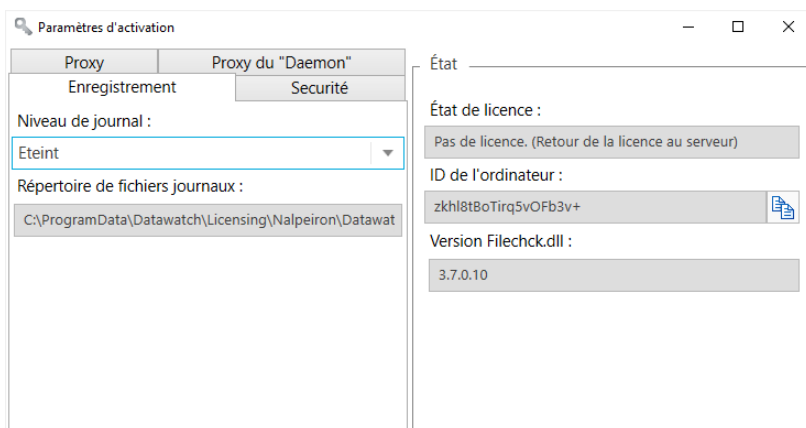 Paramètres d'activation
Proxy
Proxy du "Daemon"
Enregistrement
Securité
Niveau de journal :
Eteint
Répertoire de fichiers journaux :
C:\ProgramData\Datawatch\Licensing\Nalpeiron\Datawat
État
État de licence :
Pas de licence. (Retour de la licence au serveur)
ID de l'ordinateur :
zkhl8tBoTirq5vOFb3v+
Version Filechck.dll :
3.7.0.10